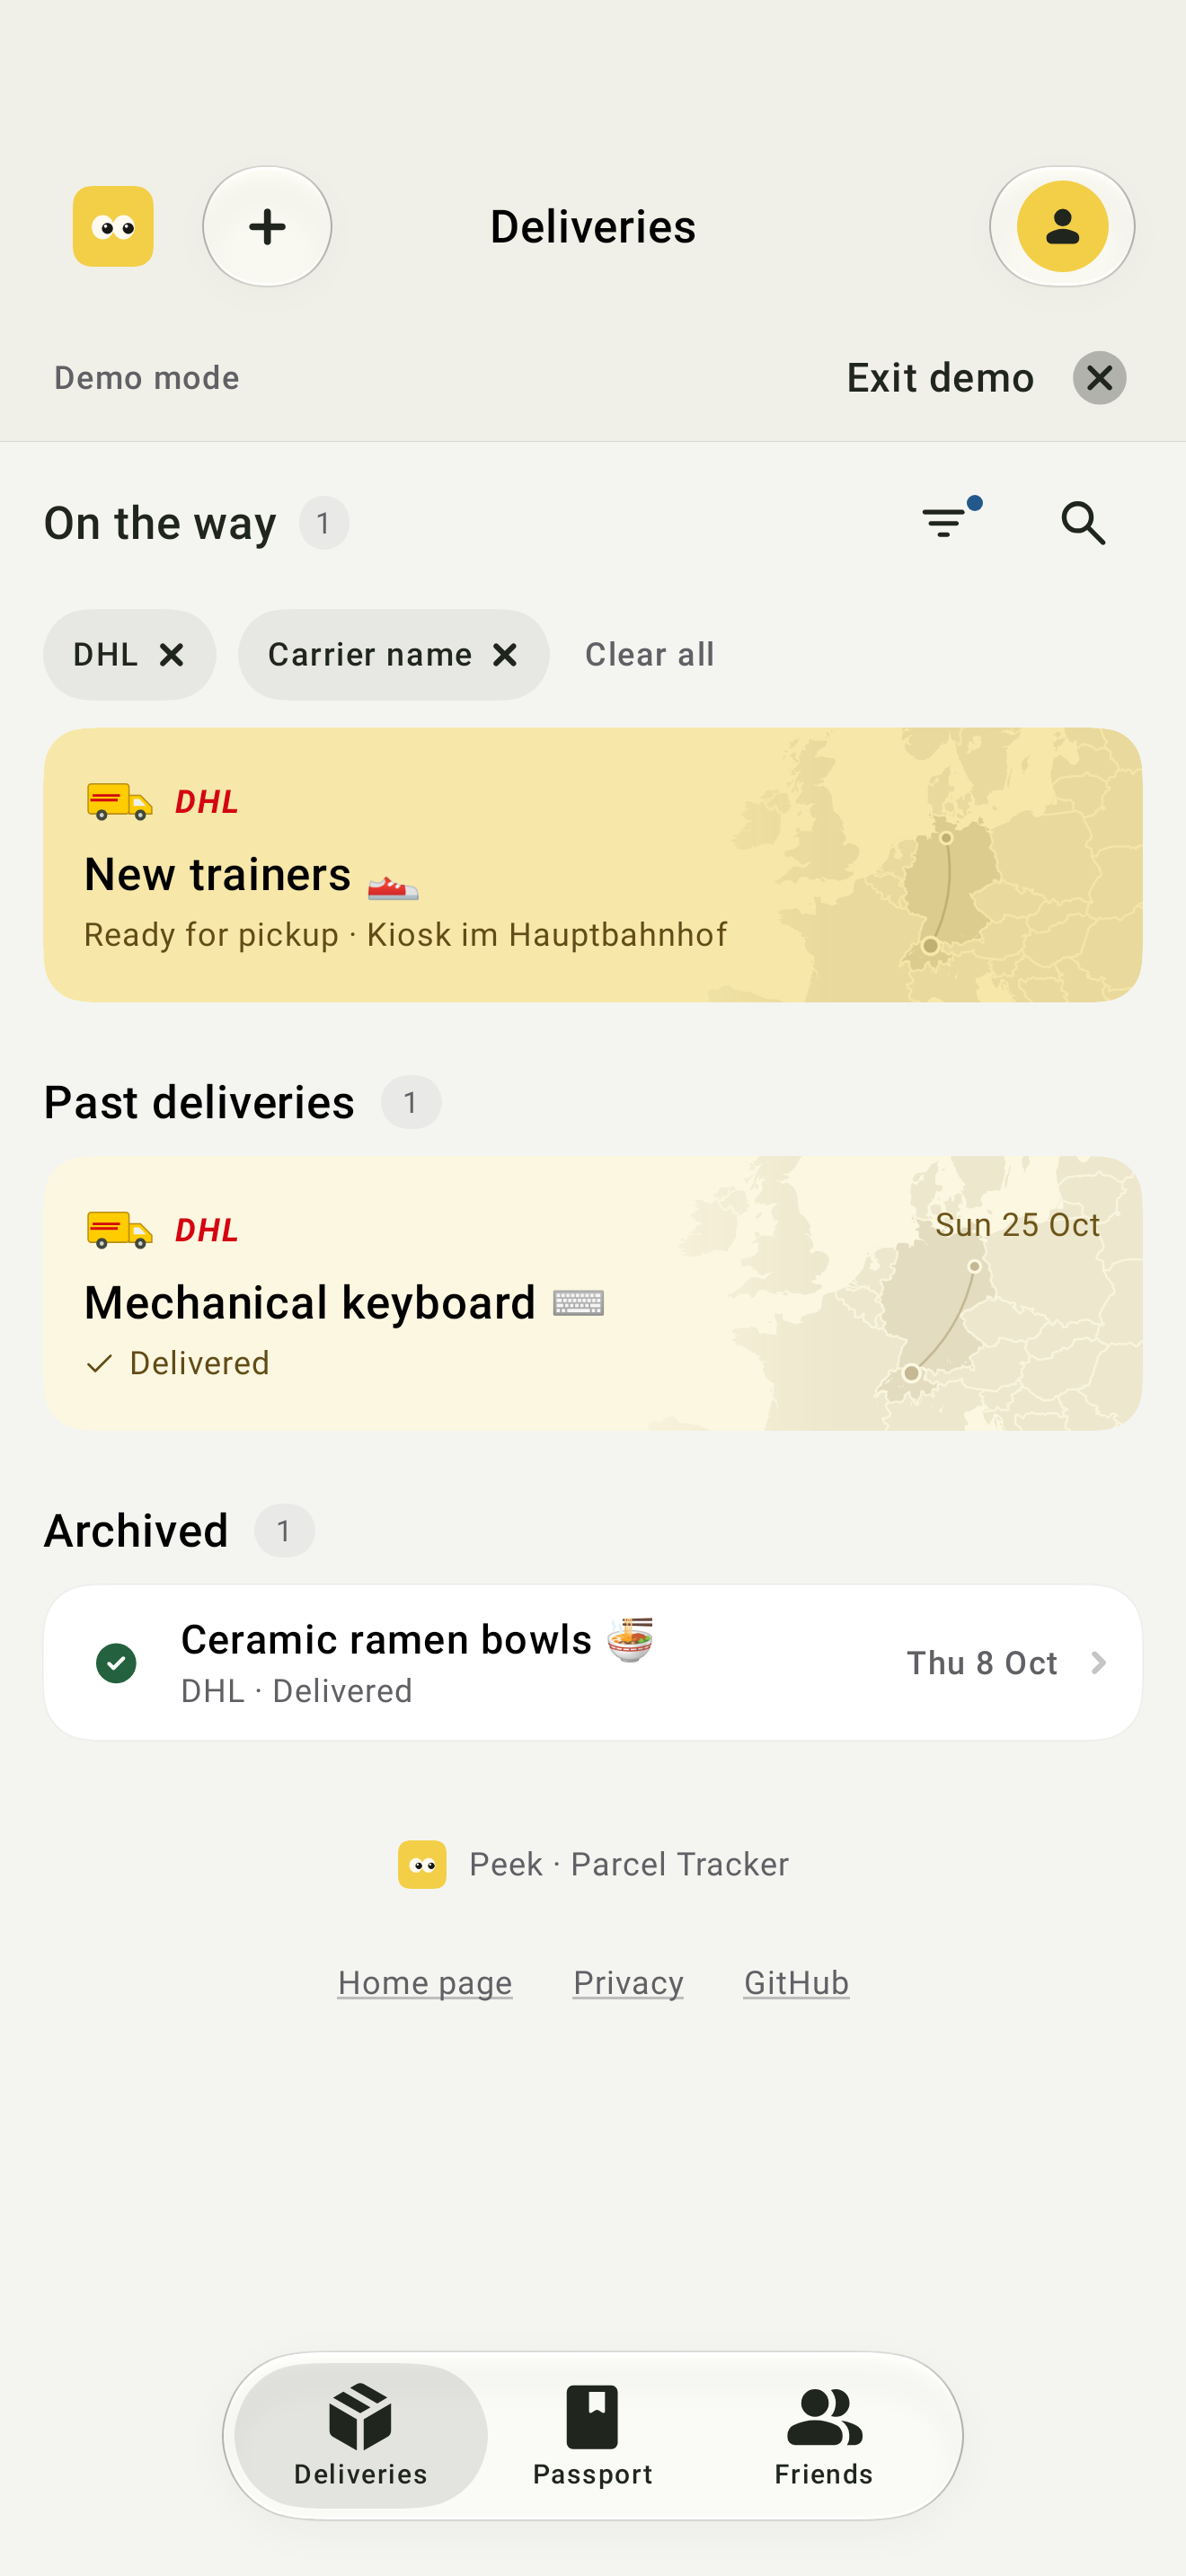 Deliveries
Demo mode
Exit demo
On the way 1
DHL
Carrier name
Clear all
DHL
New trainers 👟
Ready for pickup · Kiosk im Hauptbahnhof
Past deliveries 1
DHL
Sun 25 Oct
Mechanical keyboard ⌨️
Delivered
Archived 1
Ceramic ramen bowls 🍜
DHL · Delivered
Thu 8 Oct
Peek · Parcel Tracker
Home page
Privacy
GitHub
Deliveries
Passport
Friends